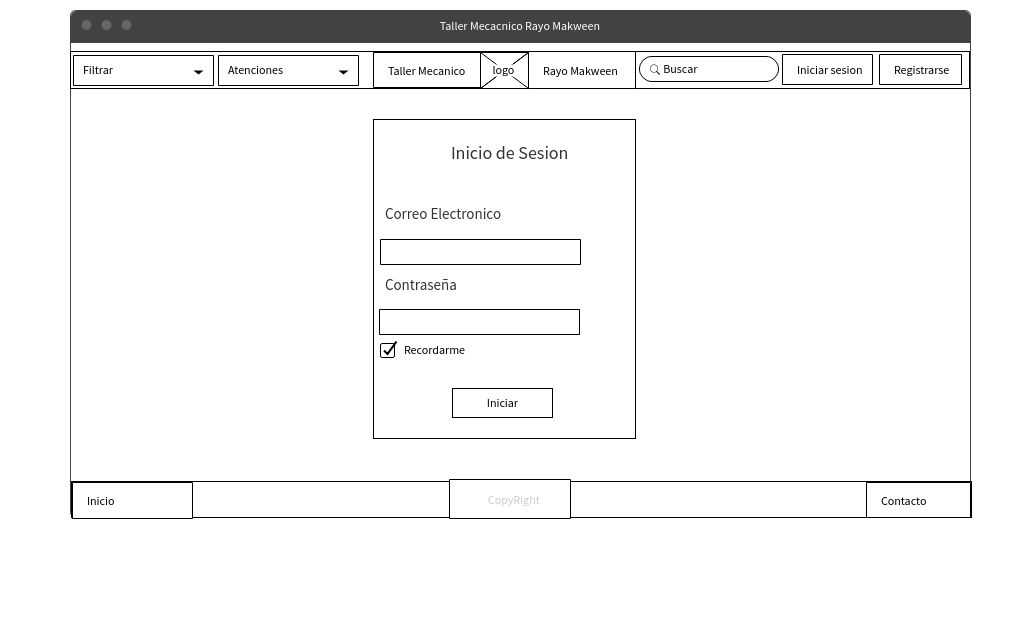 Taller Mecacnico Rayo Makween
Filtrar
Atenciones
Taller Mecanico
logo
Rayo Makween
Buscar
Iniciar sesion
Registrarse
Inicio de Sesion
Correo Electronico
Contraseña
Recordarme
Iniciar
Inicio
CopyRight
Contacto